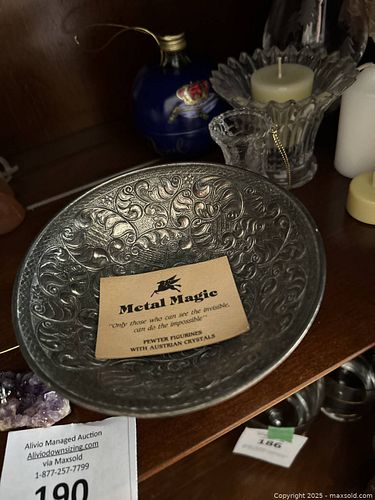 Metal Magic
"Only those who can see the invisible,
can do the impossible"
PEWTER FIGURINES
WITH AUSTRIAN CRYSTALS
Alivio Managed Auction
Aliviodownsizing.com
via Maxsold
1-877-257-7799
190
186
Copyright © 2025 - maxsold.com